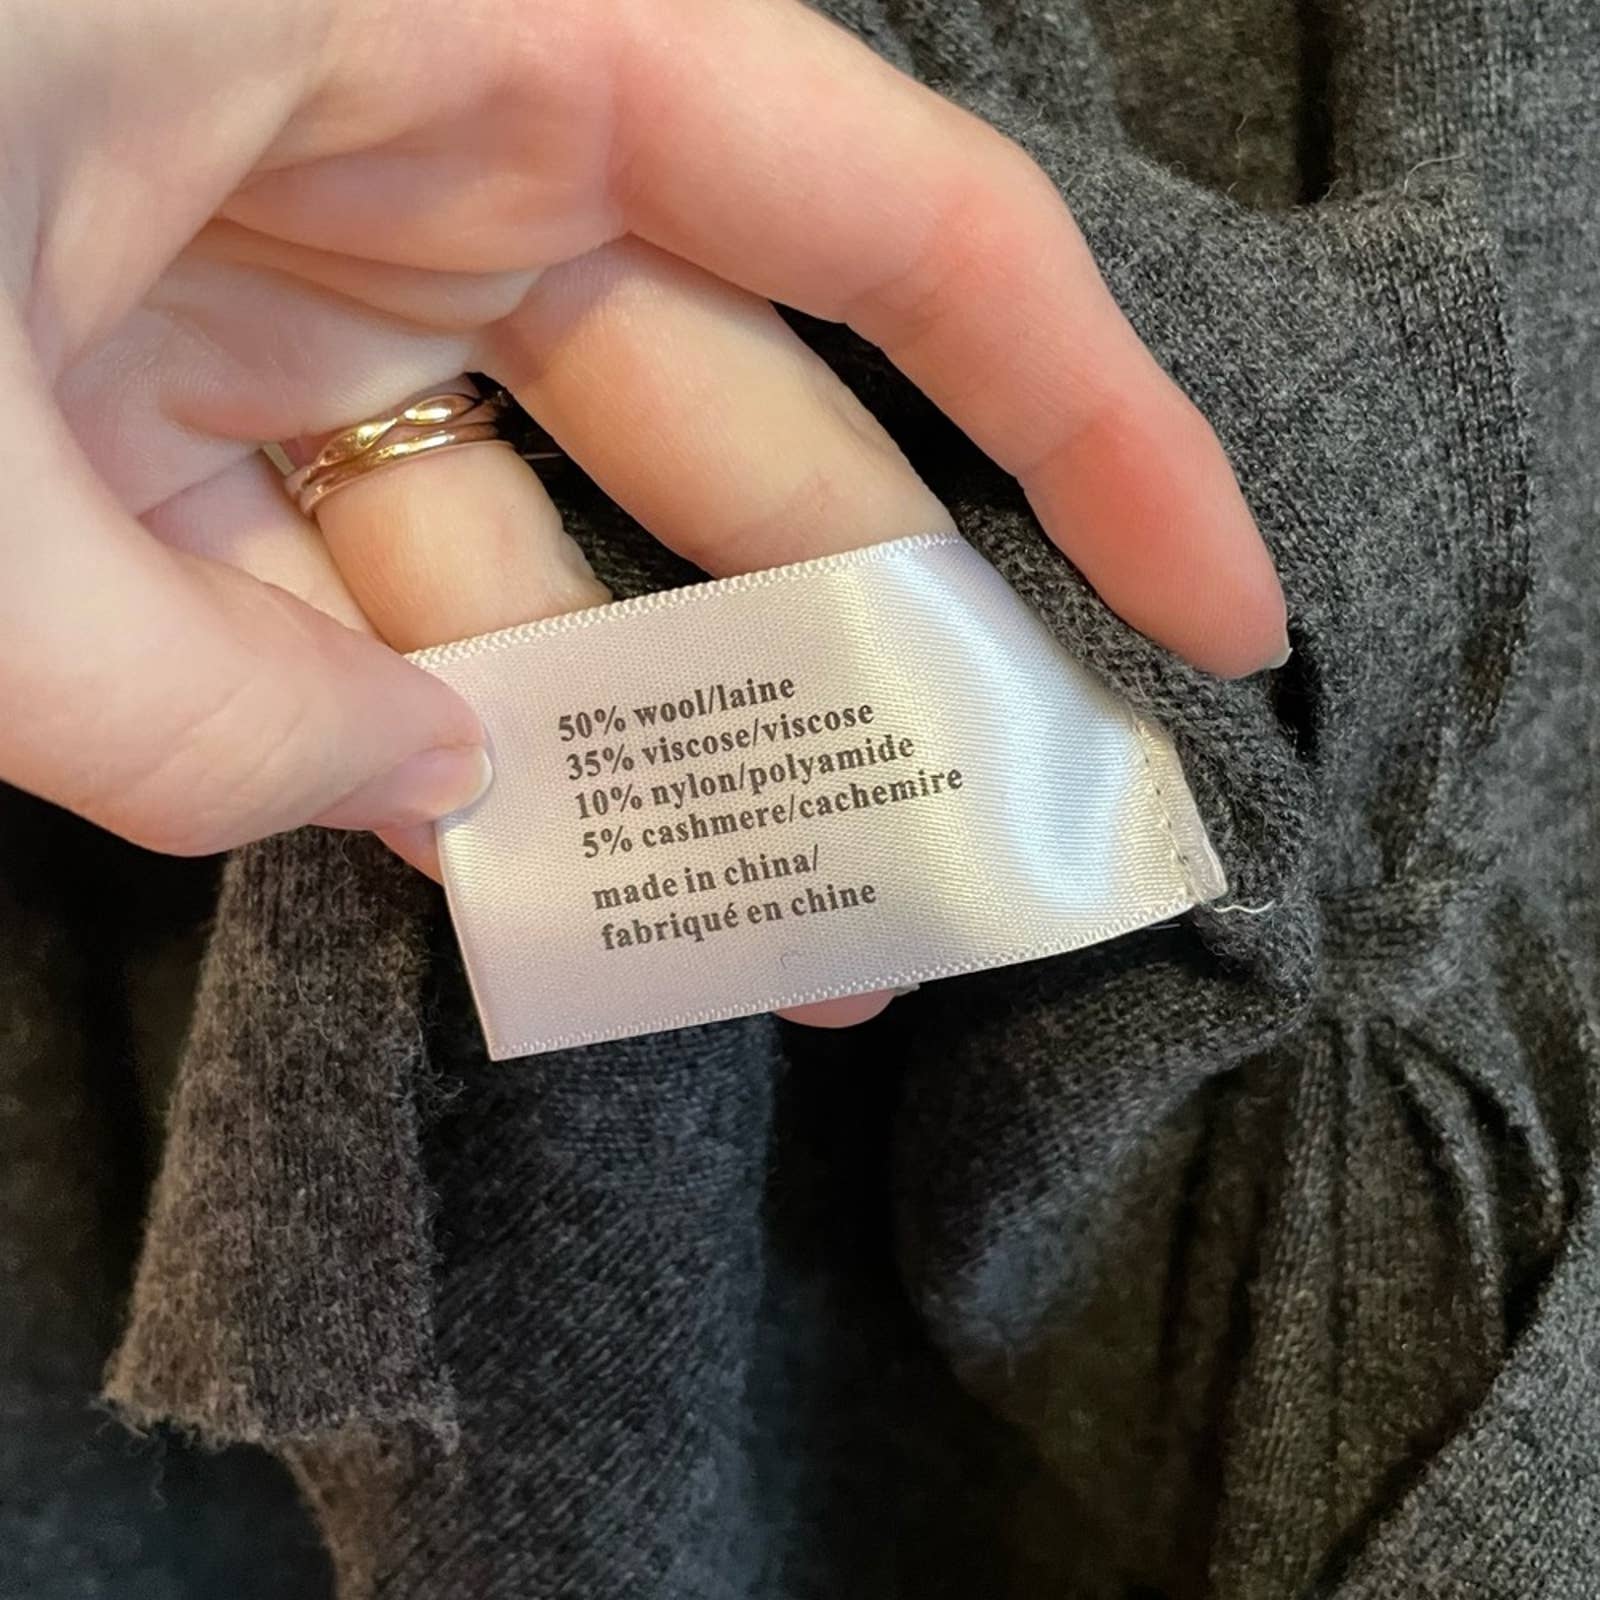 50% wool/laine
35% viscose/viscose
10% nylon/polyamide
5% cashmere/cachemire
made in china/
fabriqué en chine